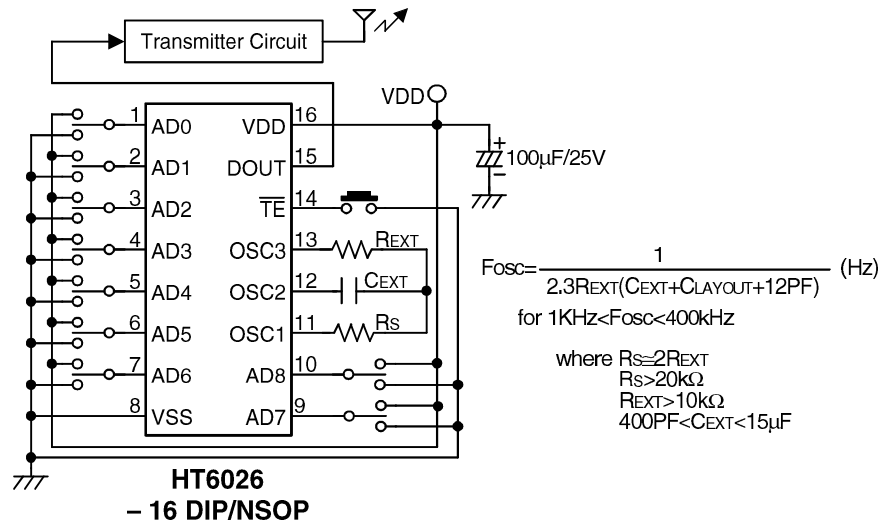 Transmitter Circuit
VDD
1 AD0 VDD 16
2 AD1 DOUT 15
3 AD2 TE 14
4 AD3 OSC3 13 REXT
5 AD4 OSC2 12 CEXT
6 AD5 OSC1 11 RS
7 AD6 AD8 10
8 VSS AD7 9
+
100µF/25V
–
HT6026
– 16 DIP/NSOP
1
FOSC= (Hz)
2.3REXT(CEXT+CLAYOUT+12PF)
for 1KHz<FOSC<400kHz
where RS≅2REXT
RS>20kΩ
REXT>10kΩ
400PF<CEXT<15µF